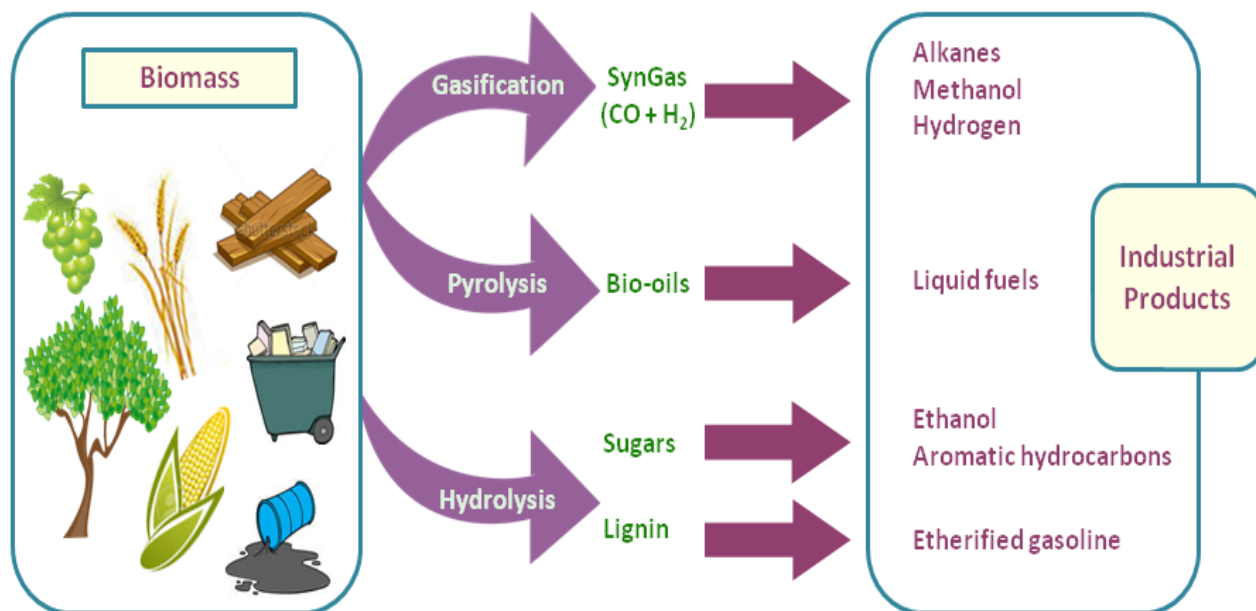 Biomass
shutterstock
Gasification
Pyrolysis
Hydrolysis
SynGas
(CO + H₂)
Bio-oils
Sugars
Lignin
Alkanes
Methanol
Hydrogen
Liquid fuels
Ethanol
Aromatic hydrocarbons
Etherified gasoline
Industrial
Products